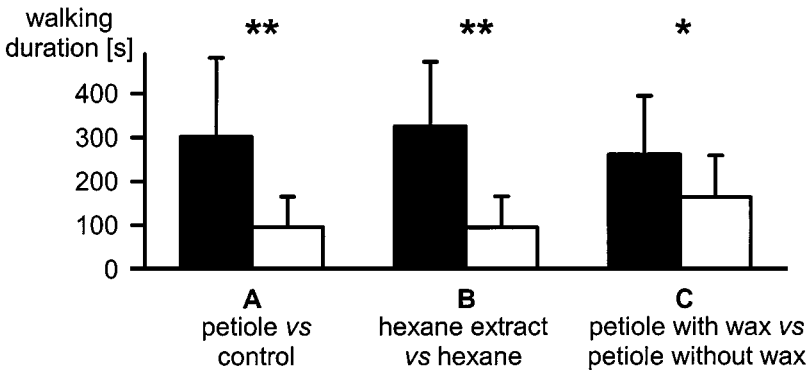 walking
duration [s]
** ** *
400
300
200
100
0
A B C
petiole vs hexane extract petiole with wax vs
control vs hexane petiole without wax